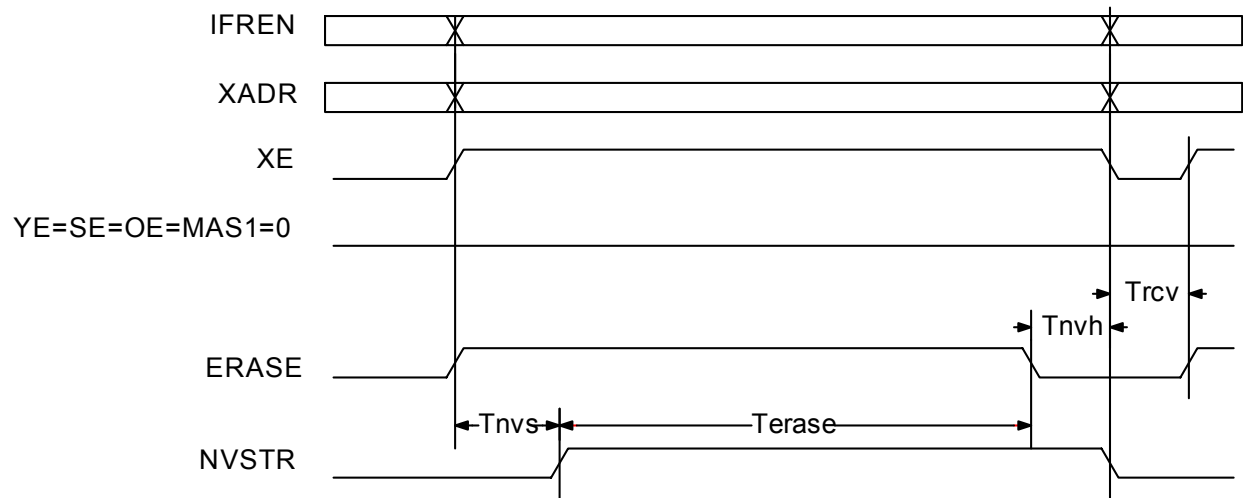 IFREN
XADR
XE
YE=SE=OE=MAS1=0
Trcv
Tnvh
ERASE
Tnvs
Terase
NVSTR